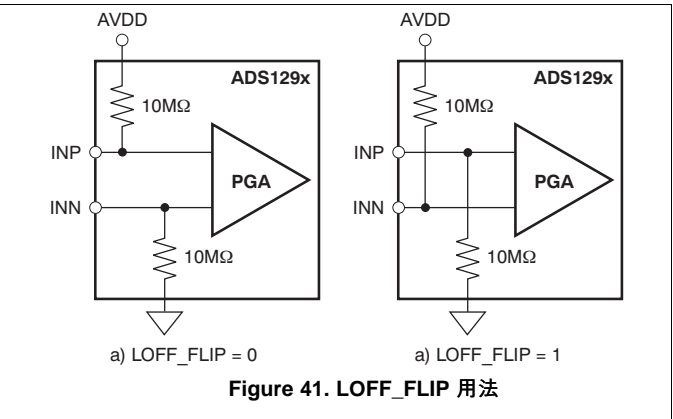 AVDD
ADS129x
10MΩ
INP
INN
PGA
10MΩ
a) LOFF_FLIP = 0
AVDD
ADS129x
10MΩ
INP
INN
PGA
10MΩ
a) LOFF_FLIP = 1
Figure 41. LOFF_FLIP 用法